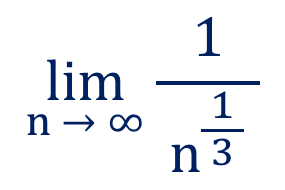 lim n → ∞ 1 / n^(1/3)